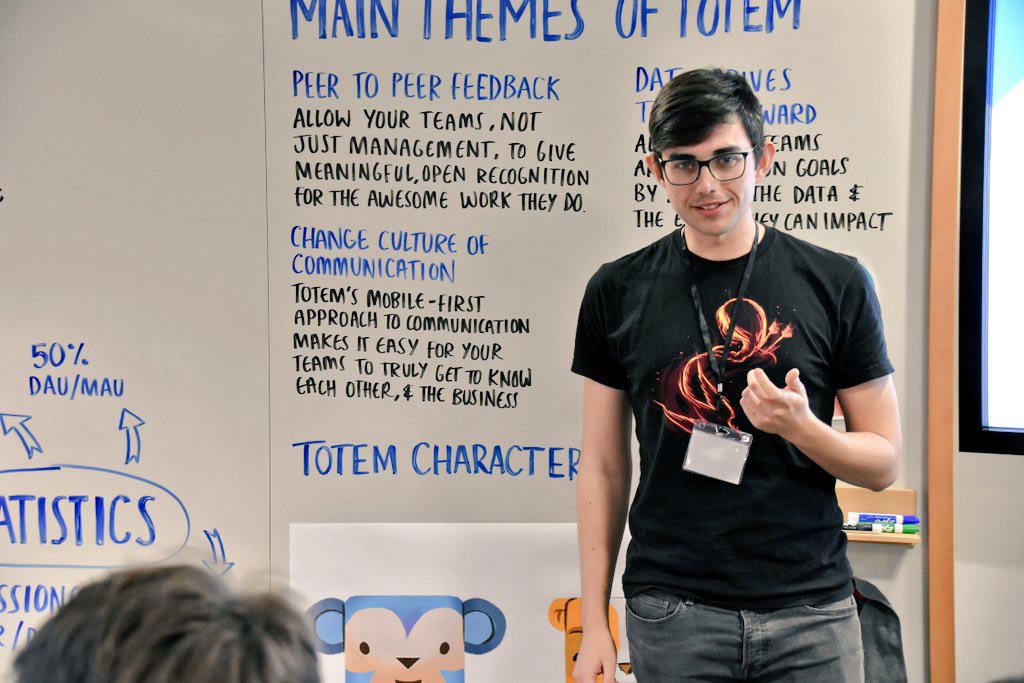 MAIN THEMES OF TOTEM
PEER TO PEER FEEDBACK
ALLOW YOUR TEAMS, NOT
JUST MANAGEMENT, TO GIVE
MEANINGFUL, OPEN RECOGNITION
FOR THE AWESOME WORK THEY DO.
CHANGE CULTURE OF
COMMUNICATION
TOTEM'S MOBILE-FIRST
APPROACH TO COMMUNICATION
MAKES IT EASY FOR YOUR
TEAMS TO TRULY GET TO KNOW
EACH OTHER, & THE BUSINESS
GOALS
BY THE DATA &
THE CAN IMPACT
TOTEM CHARACTER
50%
DAU/MAU
ATISTICS